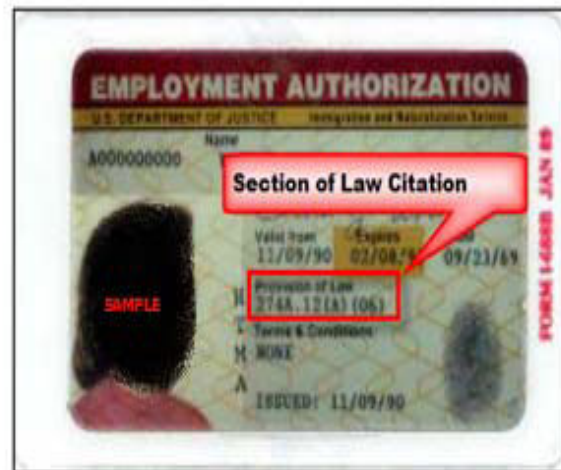 EMPLOYMENT AUTHORIZATION
U.S. DEPARTMENT OF JUSTICE Immigration and Naturalization Service
Name
A000000000
Section of Law Citation
Valid from Expires
11/09/90 02/08/ 09/23/69
Provision of Law
274A.12(A)(06)
Terms & Conditions
NONE
ISSUED: 11/09/90
SAMPLE
FORM I-688B JAN 89